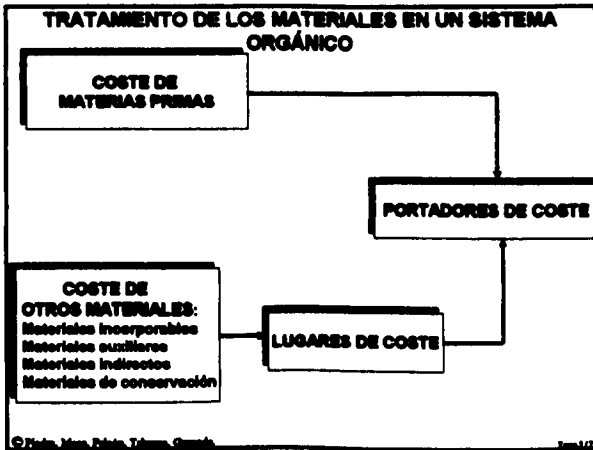 TRATAMIENTO DE LOS MATERIALES EN UN SISTEMA
ORGÁNICO
COSTE DE
MATERIAS PRIMAS
PORTADORES DE COSTE
COSTE DE
OTROS MATERIALES:
Materiales incorporables
Materiales auxiliares
Materiales indirectos
Materiales de conservación
LUGARES DE COSTE
©